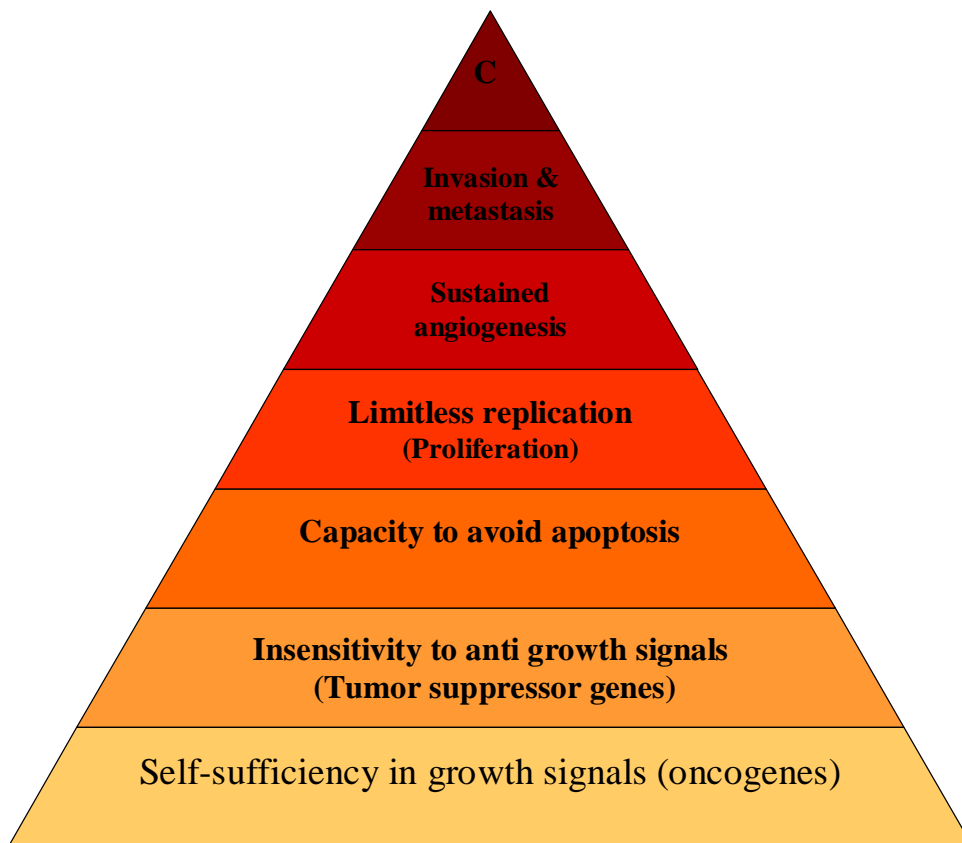 C
Invasion &
metastasis
Sustained
angiogenesis
Limitless replication
(Proliferation)
Capacity to avoid apoptosis
Insensitivity to anti growth signals
(Tumor suppressor genes)
Self-sufficiency in growth signals (oncogenes)